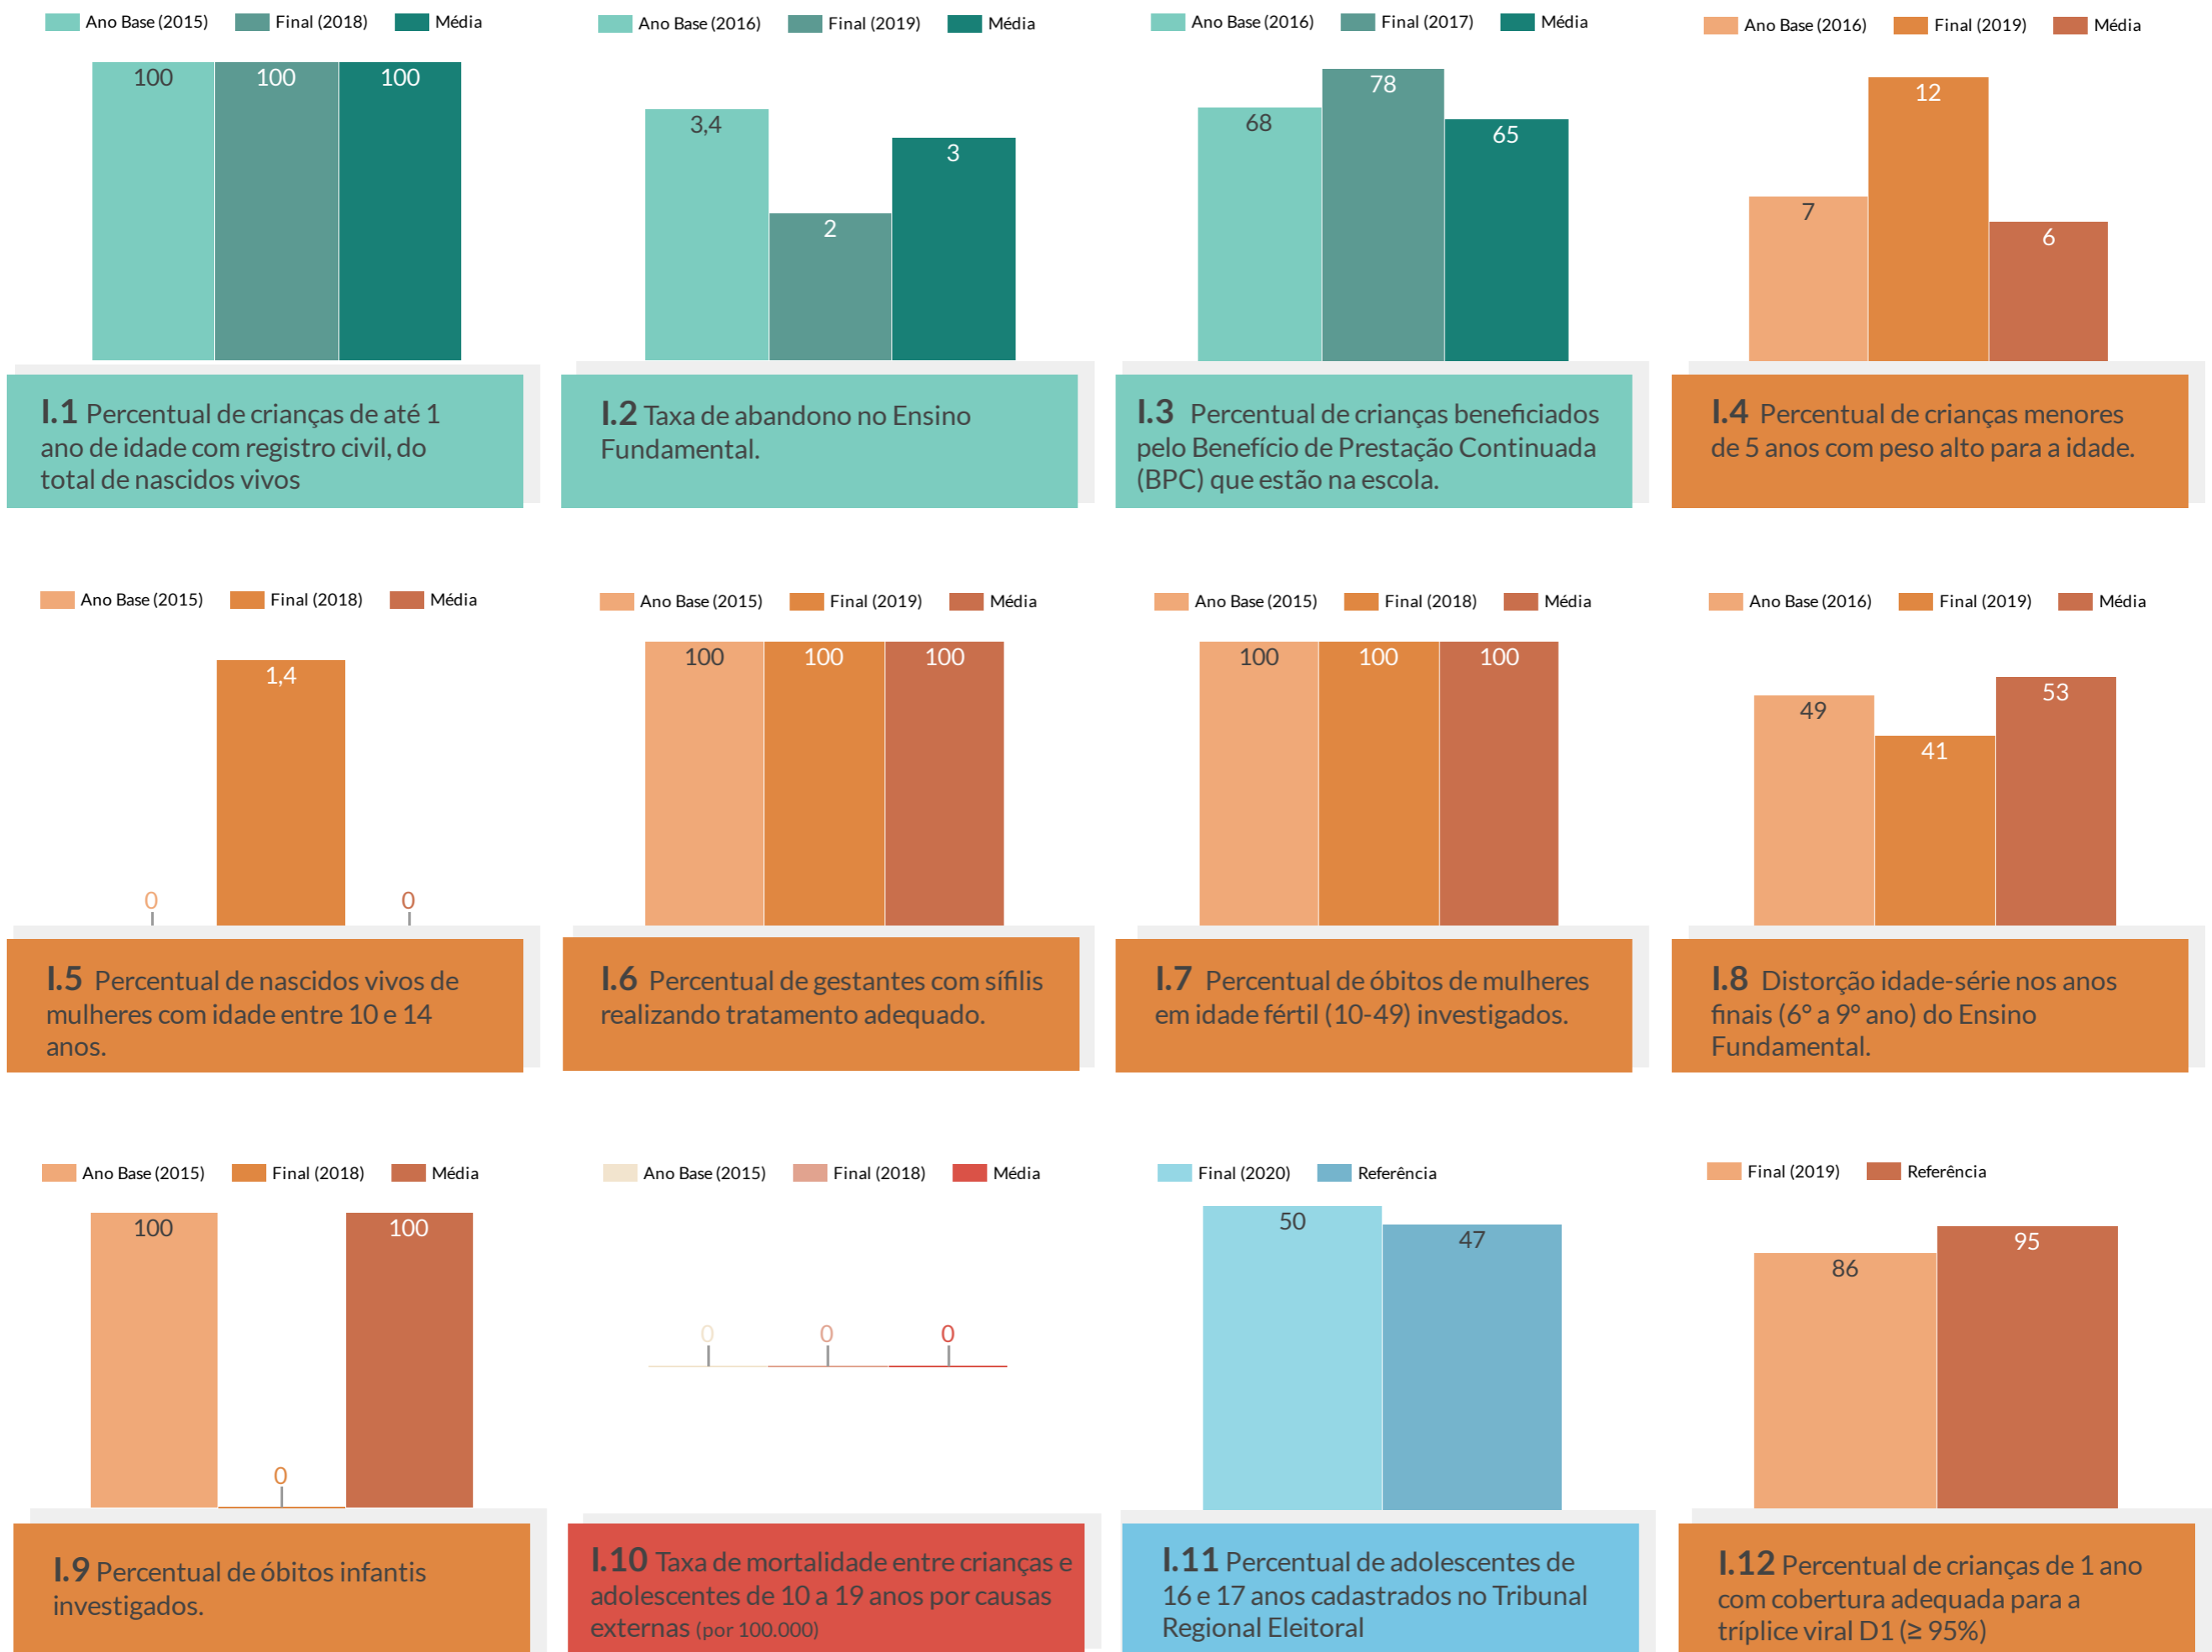 Ano Base (2015) Final (2018) Média
100 100 100
I.1 Percentual de crianças de até 1
ano de idade com registro civil, do
total de nascidos vivos
Ano Base (2016) Final (2019) Média
3,4 2 3
I.2 Taxa de abandono no Ensino
Fundamental.
Ano Base (2016) Final (2017) Média
68 78 65
I.3 Percentual de crianças beneficiados
pelo Benefício de Prestação Continuada
(BPC) que estão na escola.
Ano Base (2016) Final (2019) Média
7 12 6
I.4 Percentual de crianças menores
de 5 anos com peso alto para a idade.
Ano Base (2015) Final (2018) Média
0 1,4 0
I.5 Percentual de nascidos vivos de
mulheres com idade entre 10 e 14
anos.
Ano Base (2015) Final (2019) Média
100 100 100
I.6 Percentual de gestantes com sífilis
realizando tratamento adequado.
Ano Base (2015) Final (2018) Média
100 100 100
I.7 Percentual de óbitos de mulheres
em idade fértil (10-49) investigados.
Ano Base (2016) Final (2019) Média
49 41 53
I.8 Distorção idade-série nos anos
finais (6° a 9° ano) do Ensino
Fundamental.
Ano Base (2015) Final (2018) Média
100 0 100
I.9 Percentual de óbitos infantis
investigados.
Ano Base (2015) Final (2018) Média
0 0 0
I.10 Taxa de mortalidade entre crianças e
adolescentes de 10 a 19 anos por causas
externas (por 100.000)
Final (2020) Referência
50 47
I.11 Percentual de adolescentes de
16 e 17 anos cadastrados no Tribunal
Regional Eleitoral
Final (2019) Referência
86 95
I.12 Percentual de crianças de 1 ano
com cobertura adequada para a
tríplice viral D1 (≥ 95%)